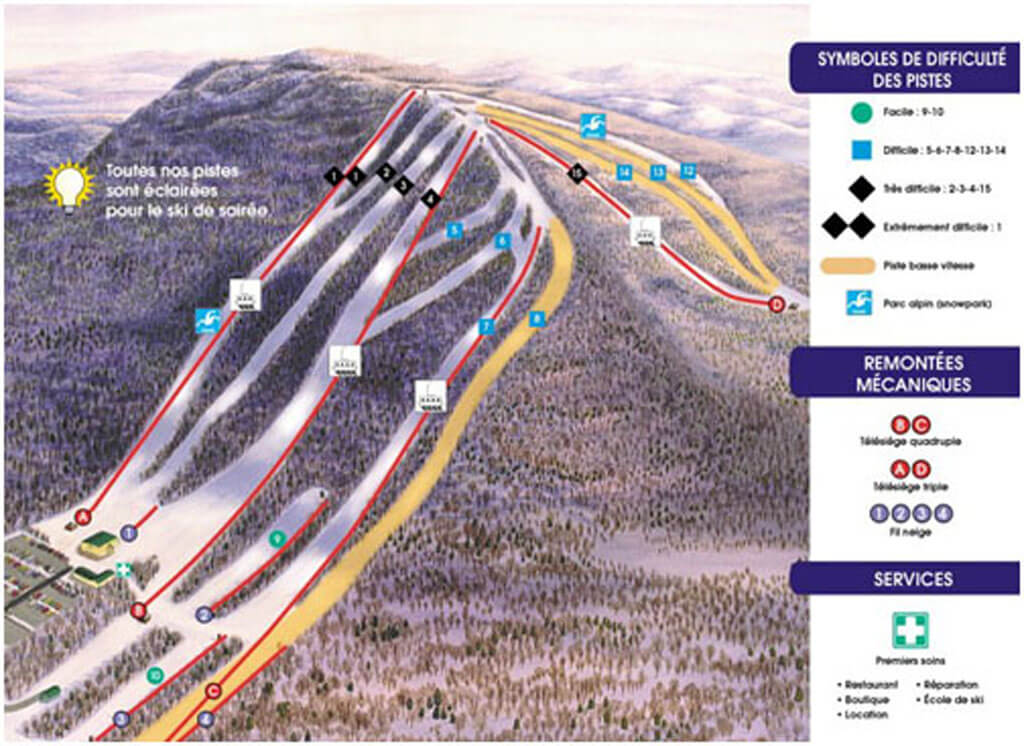 Toutes nos pistes
sont éclairées
pour le ski de soirée.
1
1
2
3
4
5
6
7
8
15
14
13
12
D
A
1
9
B
2
10
C
3
4
SYMBOLES DE DIFFICULTÉ
DES PISTES
Facile : 9-10
Difficile : 5-6-7-8-12-13-14
Très difficile : 2-3-4-15
Extrêmement difficile : 1
Piste basse vitesse
Parc alpin (snowpark)
REMONTÉES
MÉCANIQUES
B C
Télésiège quadruple
A D
Télésiège triple
1 2 3 4
Fil neige
SERVICES
Premiers soins
• Restaurant • Réparation
• Boutique • École de ski
• Location